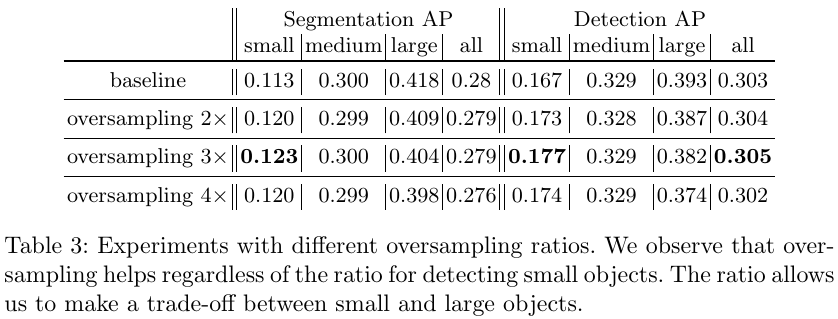 Segmentation AP Detection AP
small medium large all small medium large all
baseline 0.113 0.300 0.418 0.28 0.167 0.329 0.393 0.303
oversampling 2× 0.120 0.299 0.409 0.279 0.173 0.328 0.387 0.304
oversampling 3× 0.123 0.300 0.404 0.279 0.177 0.329 0.382 0.305
oversampling 4× 0.120 0.299 0.398 0.276 0.174 0.329 0.374 0.302
Table 3: Experiments with different oversampling ratios. We observe that over-
sampling helps regardless of the ratio for detecting small objects. The ratio allows
us to make a trade-off between small and large objects.